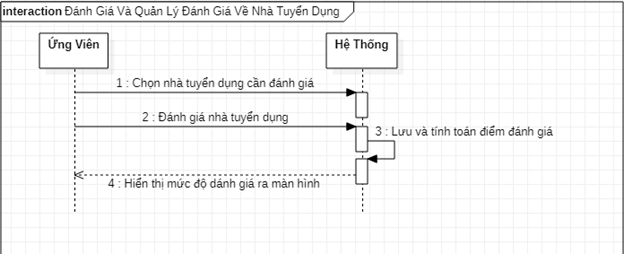 interaction Đánh Giá Và Quản Lý Đánh Giá Về Nhà Tuyển Dụng
Ứng Viên
Hệ Thống
1 : Chọn nhà tuyển dụng cần đánh giá
2 : Đánh giá nhà tuyển dụng
3 : Lưu và tính toán điểm đánh giá
4 : Hiển thị mức độ dánh giá ra màn hình